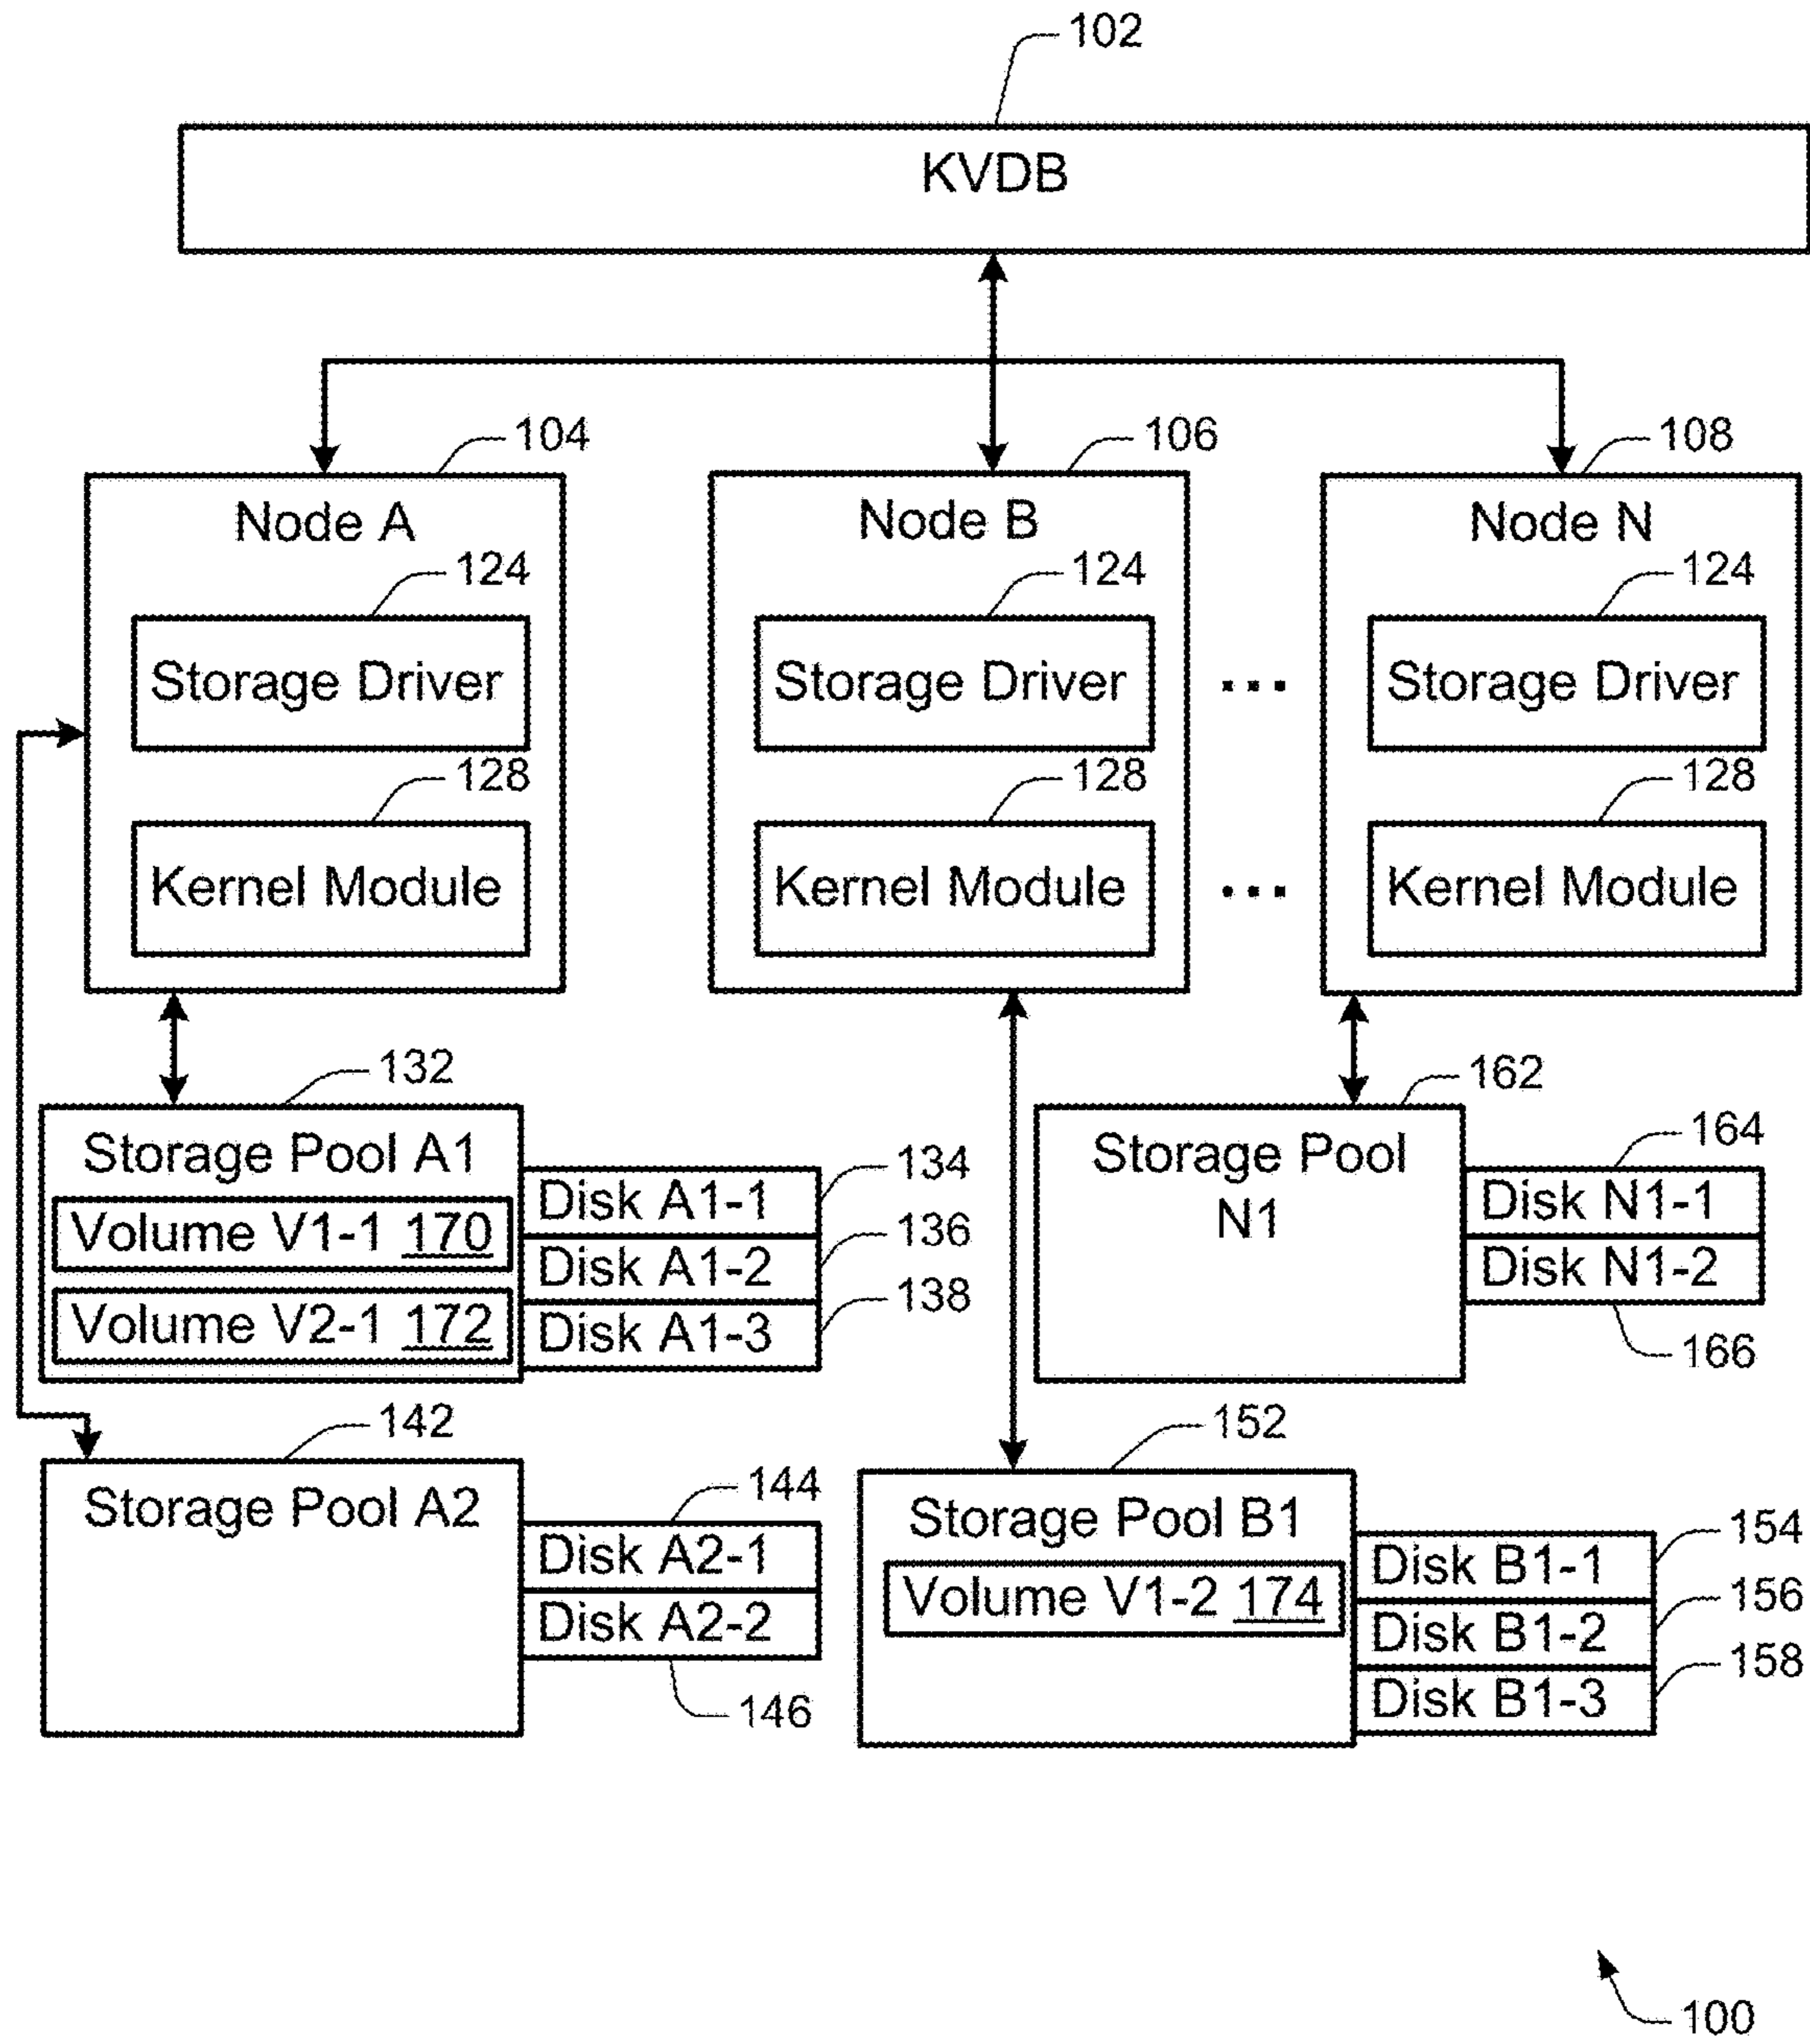 102
KVDB
104
106
108
Node A
Node B
Node N
124
124
124
Storage Driver
Storage Driver
...
Storage Driver
128
128
128
Kernel Module
Kernel Module
...
Kernel Module
132
162
Storage Pool A1
Volume V1-1 170
Volume V2-1 172
134
Disk A1-1
136
Disk A1-2
138
Disk A1-3
Storage Pool
N1
164
Disk N1-1
Disk N1-2
166
142
152
Storage Pool A2
144
Disk A2-1
Disk A2-2
146
Storage Pool B1
Volume V1-2 174
154
Disk B1-1
156
Disk B1-2
158
Disk B1-3
100